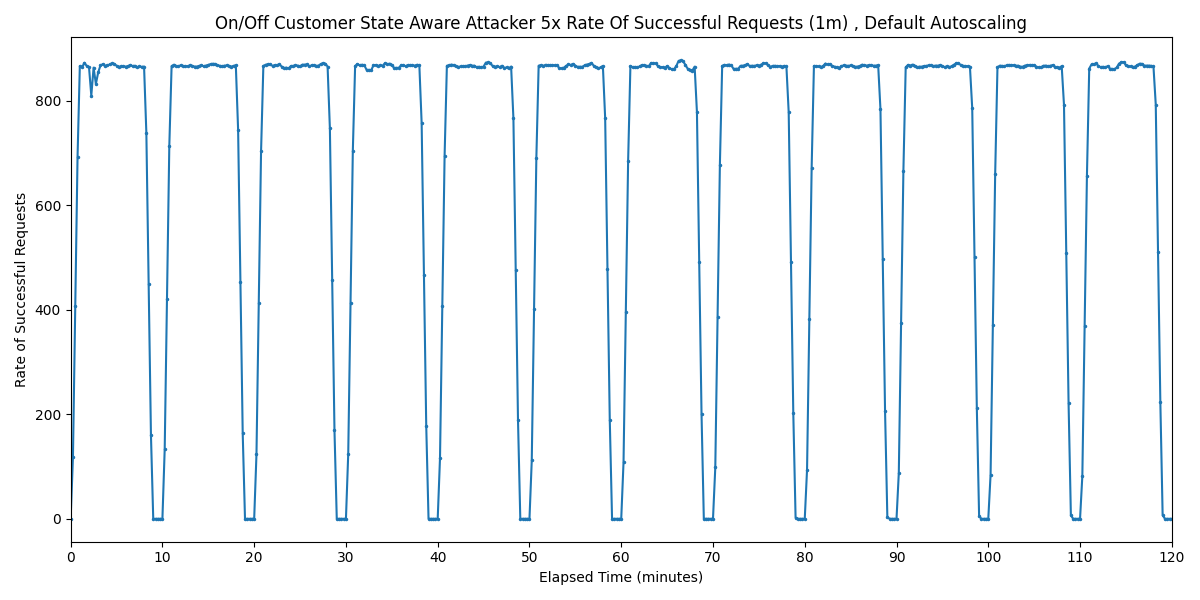 On/Off Customer State Aware Attacker 5x Rate Of Successful Requests (1m) , Default Autoscaling
800
600
400
200
0
Rate of Successful Requests
0 10 20 30 40 50 60 70 80 90 100 110 120
Elapsed Time (minutes)